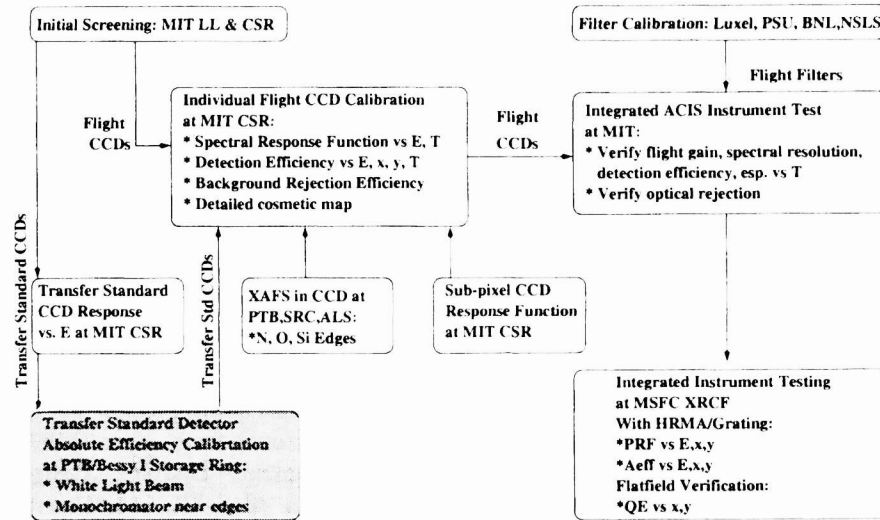 Initial Screening: MIT LL & CSR
Filter Calibration: Luxel, PSU, BNL,NSLS
Flight Filters
Flight
CCDs
Individual Flight CCD Calibration
at MIT CSR:
* Spectral Response Function vs E, T
* Detection Efficiency vs E, x, y, T
* Background Rejection Efficiency
* Detailed cosmetic map
Flight
CCDs
Integrated ACIS Instrument Test
at MIT:
* Verify flight gain, spectral resolution,
detection efficiency, esp. vs T
* Verify optical rejection
Transfer Standard CCDs
Transfer Standard
CCD Response
vs. E at MIT CSR
Transfer Std CCDs
XAFS in CCD at
PTB,SRC,ALS:
*N, O, Si Edges
Sub-pixel CCD
Response Function
at MIT CSR
Transfer Standard Detector
Absolute Efficiency Calibrtation
at PTB/Bessy I Storage Ring:
* White Light Beam
* Monochromator near edges
Integrated Instrument Testing
at MSFC XRCF
With HRMA/Grating:
*PRF vs E,x,y
*Aeff vs E,x,y
Flatfield Verification:
*QE vs x,y